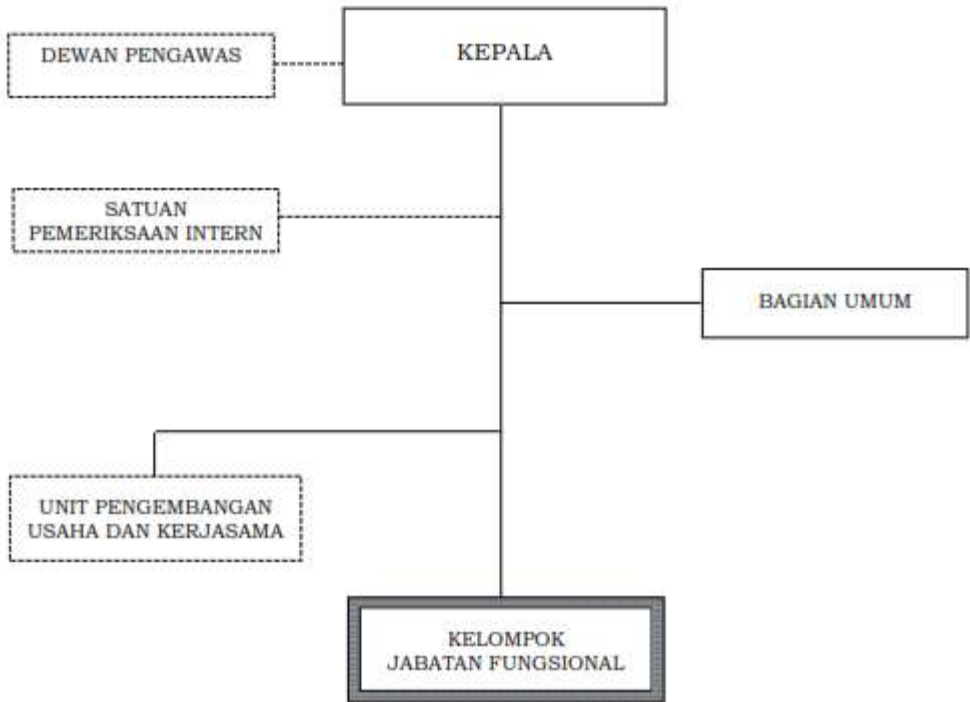 DEWAN PENGAWAS
KEPALA
SATUAN
PEMERIKSAAN INTERN
BAGIAN UMUM
UNIT PENGEMBANGAN
USAHA DAN KERJASAMA
KELOMPOK
JABATAN FUNGSIONAL